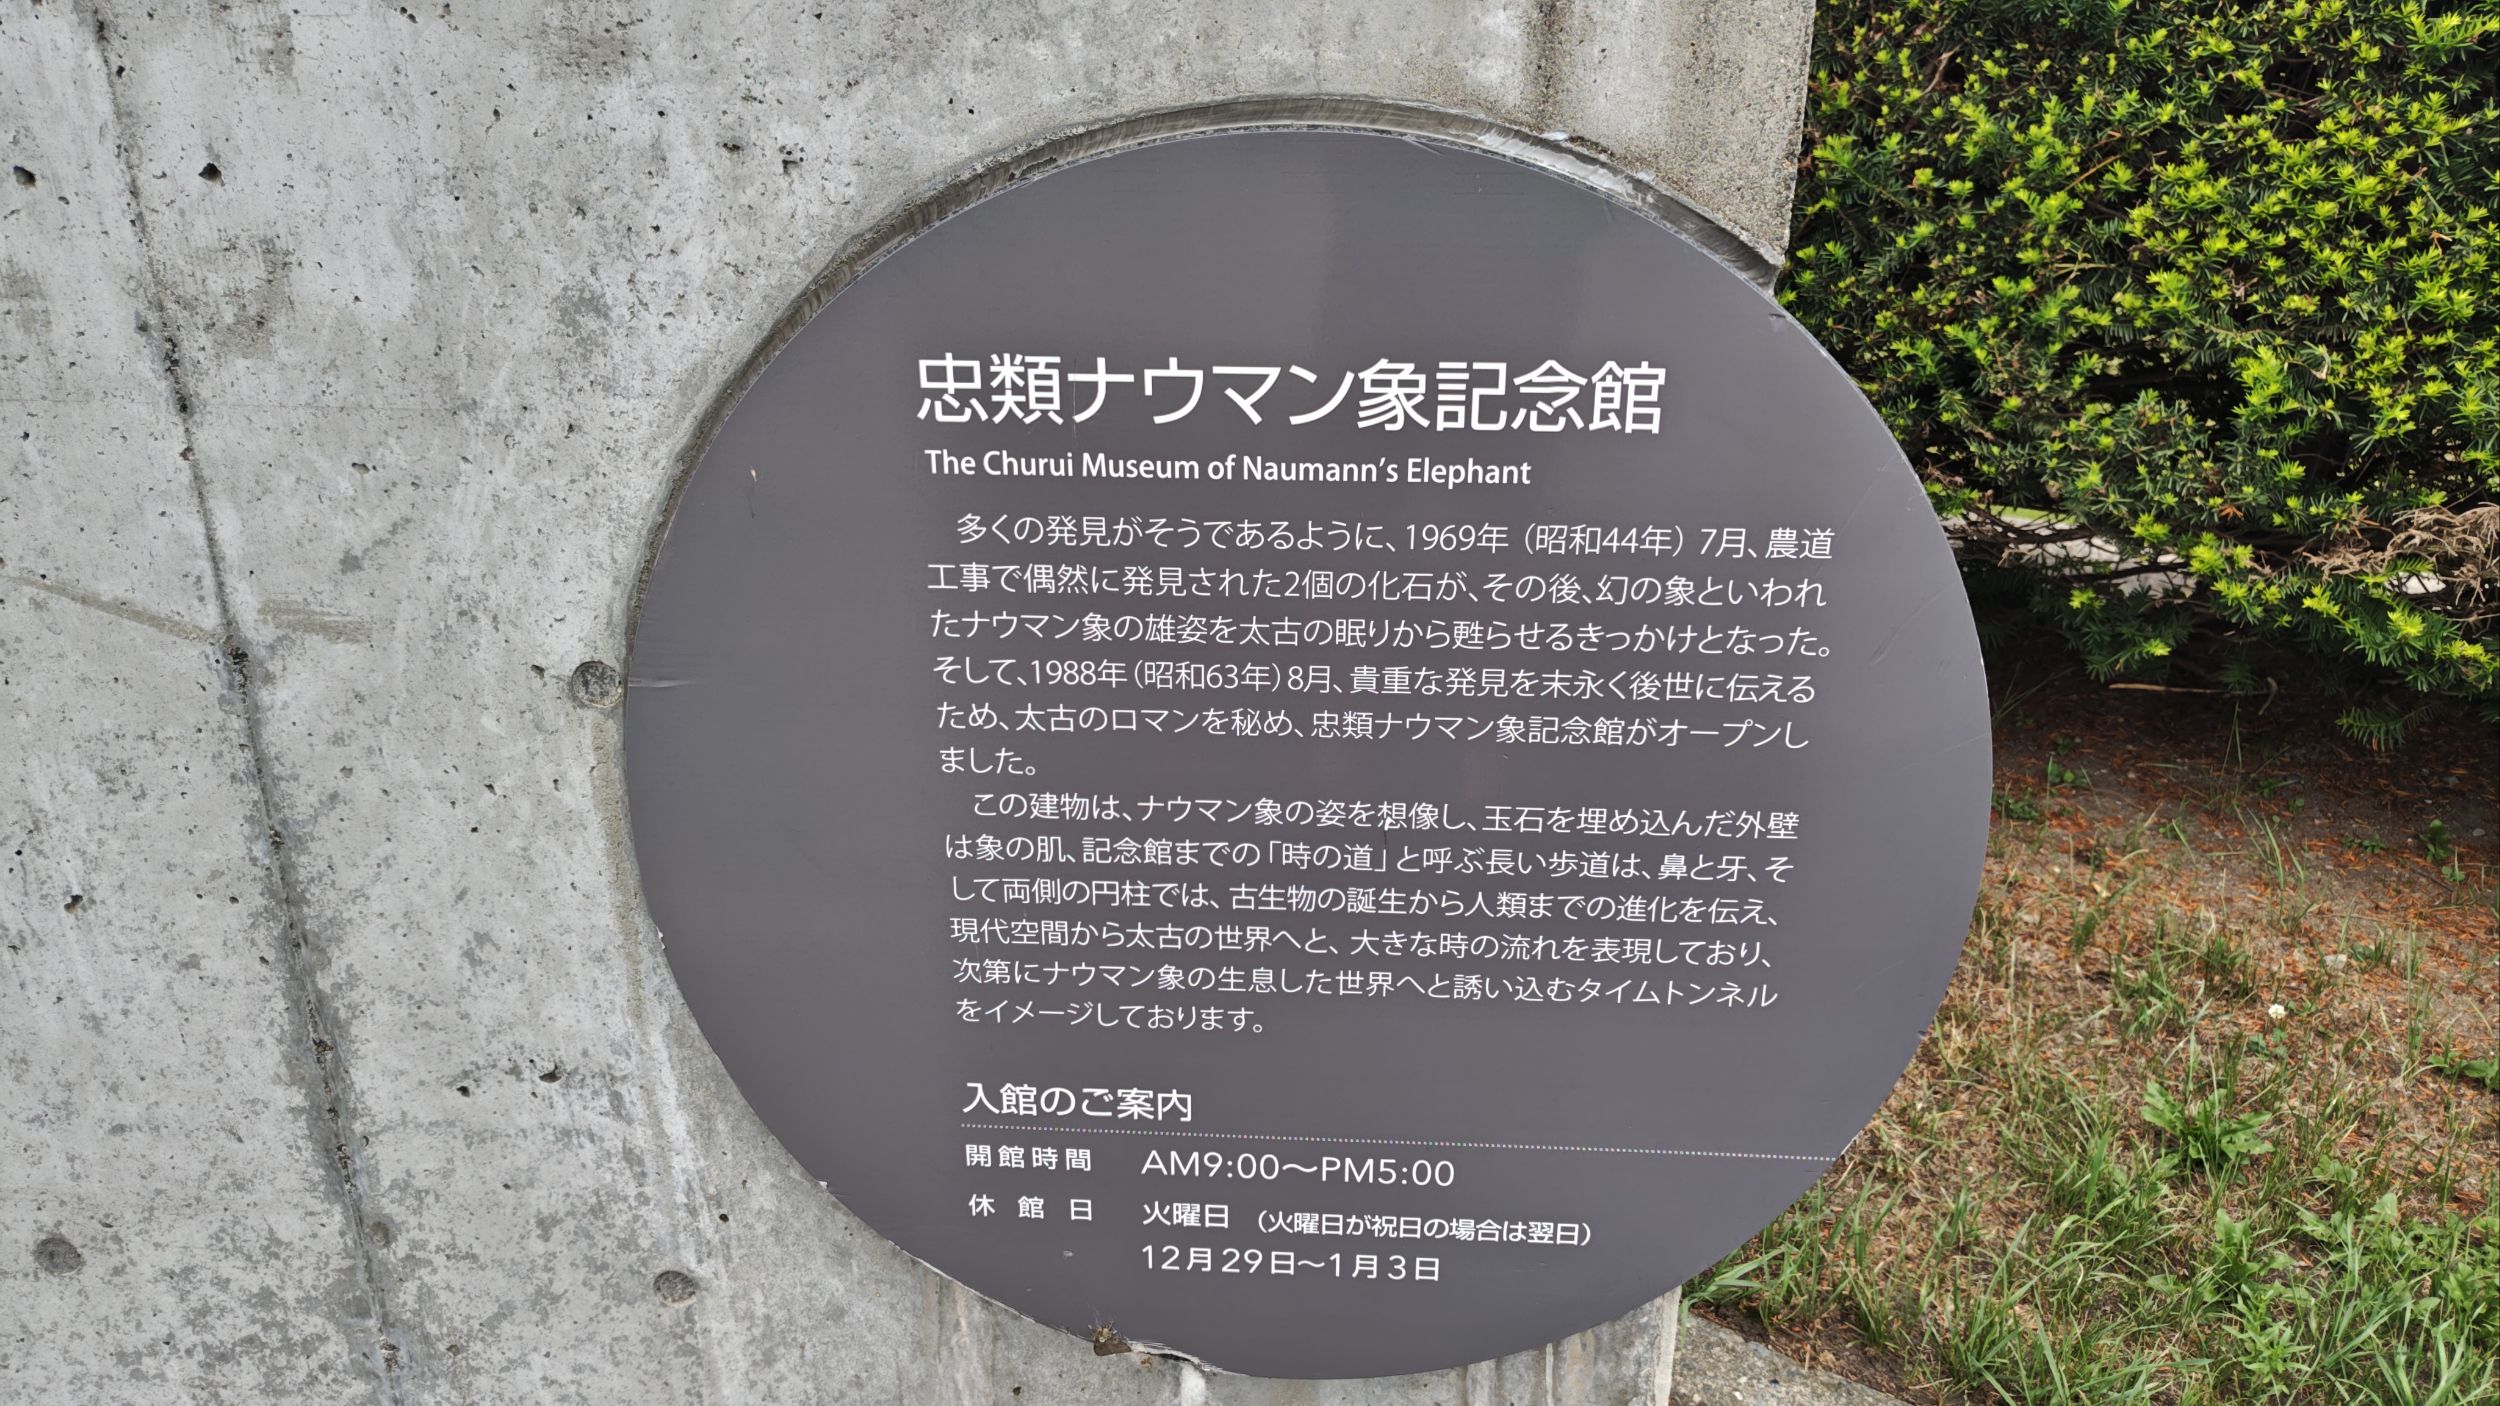 忠類ナウマン象記念館
The Churui Museum of Naumann's Elephant
多くの発見がそうであるように、1969年（昭和44年）7月、農道
工事で偶然に発見された2個の化石が、その後、幻の象といわれ
たナウマン象の雄姿を太古の眠りから甦らせるきっかけとなった。
そして、1988年（昭和63年）8月、貴重な発見を末永く後世に伝える
ため、太古のロマンを秘め、忠類ナウマン象記念館がオープンし
ました。
この建物は、ナウマン象の姿を想像し、玉石を埋め込んだ外壁
は象の肌、記念館までの「時の道」と呼ぶ長い歩道は、鼻と牙、そ
して両側の円柱では、古生物の誕生から人類までの進化を伝え、
現代空間から太古の世界へと、大きな時の流れを表現しており、
次第にナウマン象の生息した世界へと誘い込むタイムトンネル
をイメージしております。
入館のご案内
開館時間 AM9:00〜PM5:00
休館日 火曜日 （火曜日が祝日の場合は翌日）
12月29日〜1月3日